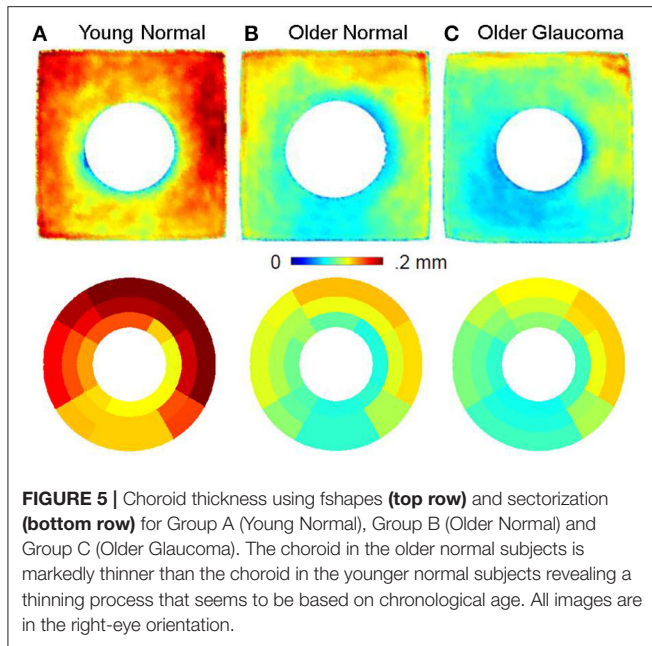 A Young Normal B Older Normal C Older Glaucoma
0 .2 mm
FIGURE 5 | Choroid thickness using fshapes (top row) and sectorization
(bottom row) for Group A (Young Normal), Group B (Older Normal) and
Group C (Older Glaucoma). The choroid in the older normal subjects is
markedly thinner than the choroid in the younger normal subjects revealing a
thinning process that seems to be based on chronological age. All images are
in the right-eye orientation.